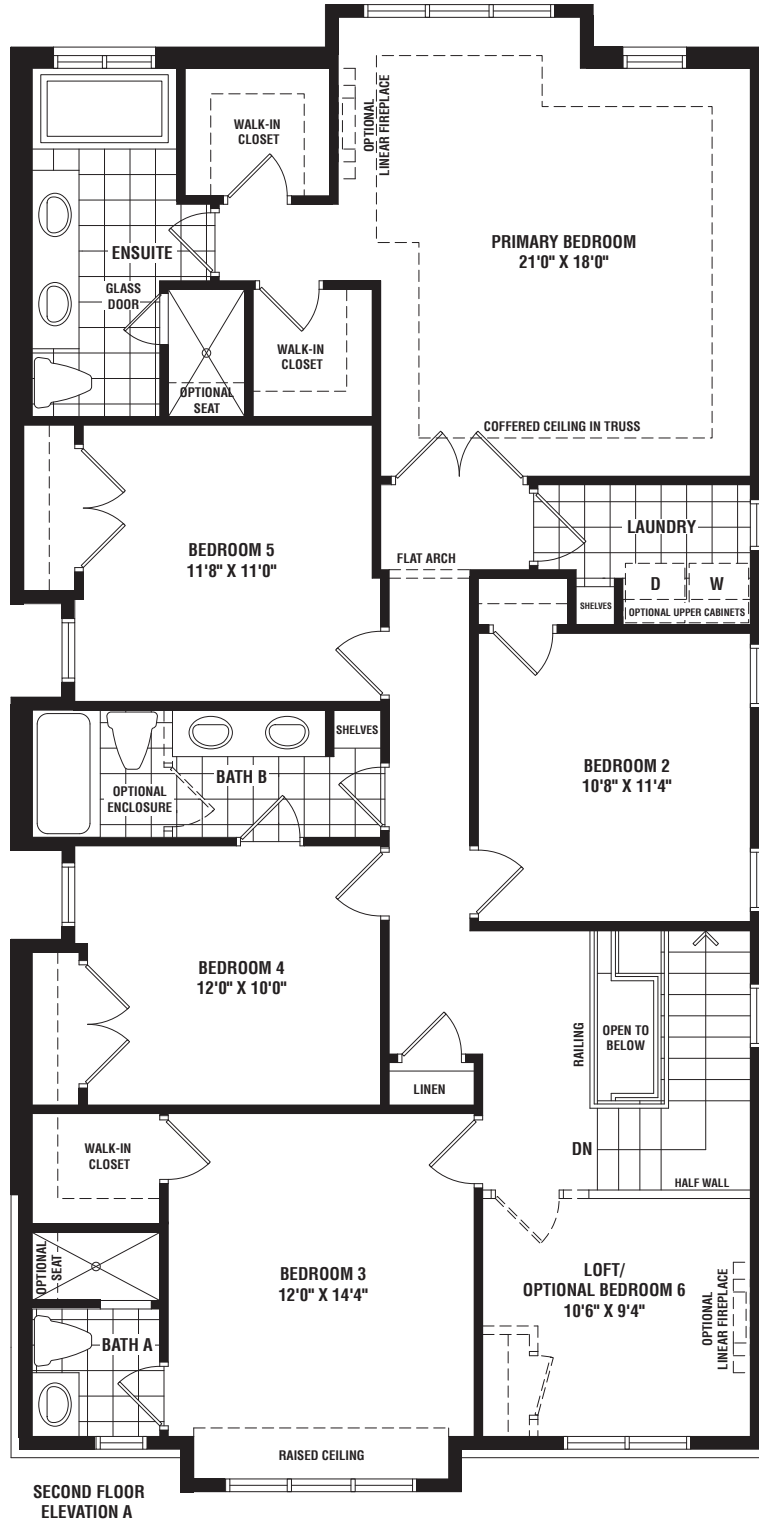 WALK-IN
CLOSET
OPTIONAL
LINEAR FIREPLACE
PRIMARY BEDROOM
21'0" X 18'0"
ENSUITE
GLASS
DOOR
WALK-IN
CLOSET
OPTIONAL
SEAT
COFFERED CEILING IN TRUSS
BEDROOM 5
11'8" X 11'0"
FLAT ARCH
LAUNDRY
D
W
SHELVES
OPTIONAL UPPER CABINETS
SHELVES
BATH B
OPTIONAL
ENCLOSURE
BEDROOM 2
10'8" X 11'4"
BEDROOM 4
12'0" X 10'0"
RAILING
OPEN TO
BELOW
LINEN
DN
WALK-IN
CLOSET
HALF WALL
OPTIONAL
SEAT
BEDROOM 3
12'0" X 14'4"
LOFT/
OPTIONAL BEDROOM 6
10'6" X 9'4"
OPTIONAL
LINEAR FIREPLACE
BATH A
RAISED CEILING
SECOND FLOOR
ELEVATION A